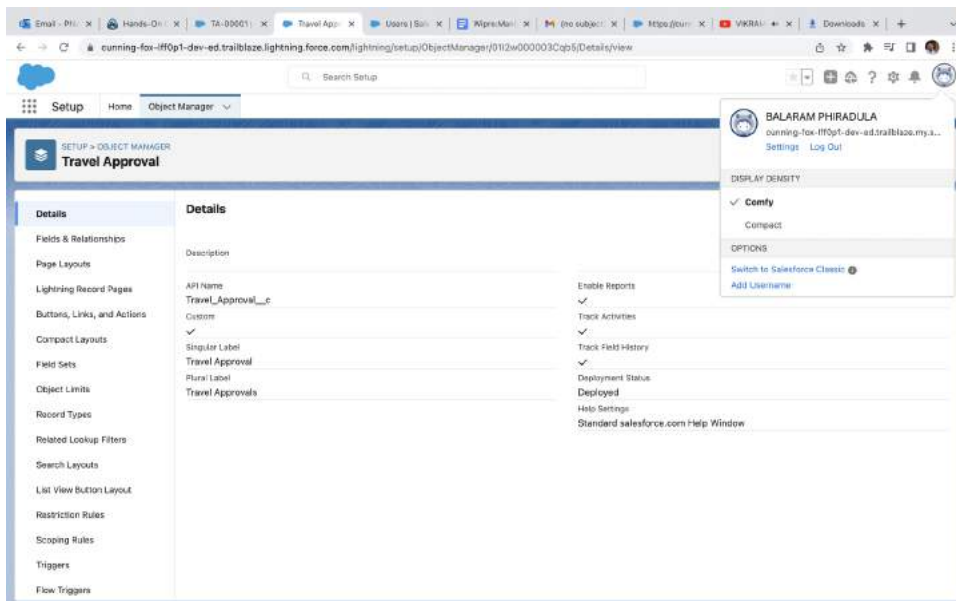 Email - Ph
Hands-On
TA-00001
Travel App
Users | Sal
Wipro:Man
(no subject
VIKRA
Downloads
cunning-fox-lff0p1-dev-ed.trailblaze.lightning.force.com/lightning/setup/ObjectManager/01I2w000003Cqb5/Details/view
Search Setup
Setup Home Object Manager
SETUP > OBJECT MANAGER
Travel Approval
BALARAM PHIRADULA
cunning-fox-lff0p1-dev-ed.trailblaze.my.s...
Settings Log Out
DISPLAY DENSITY
Comfy
Compact
OPTIONS
Switch to Salesforce Classic
Add Username
Details
Fields & Relationships
Page Layouts
Lightning Record Pages
Buttons, Links, and Actions
Compact Layouts
Field Sets
Object Limits
Record Types
Related Lookup Filters
Search Layouts
List View Button Layout
Restriction Rules
Scoping Rules
Triggers
Flow Triggers
Details
Description
API Name
Travel_Approval__c
Custom
Singular Label
Travel Approval
Plural Label
Travel Approvals
Enable Reports
Track Activities
Track Field History
Deployment Status
Deployed
Help Settings
Standard salesforce.com Help Window